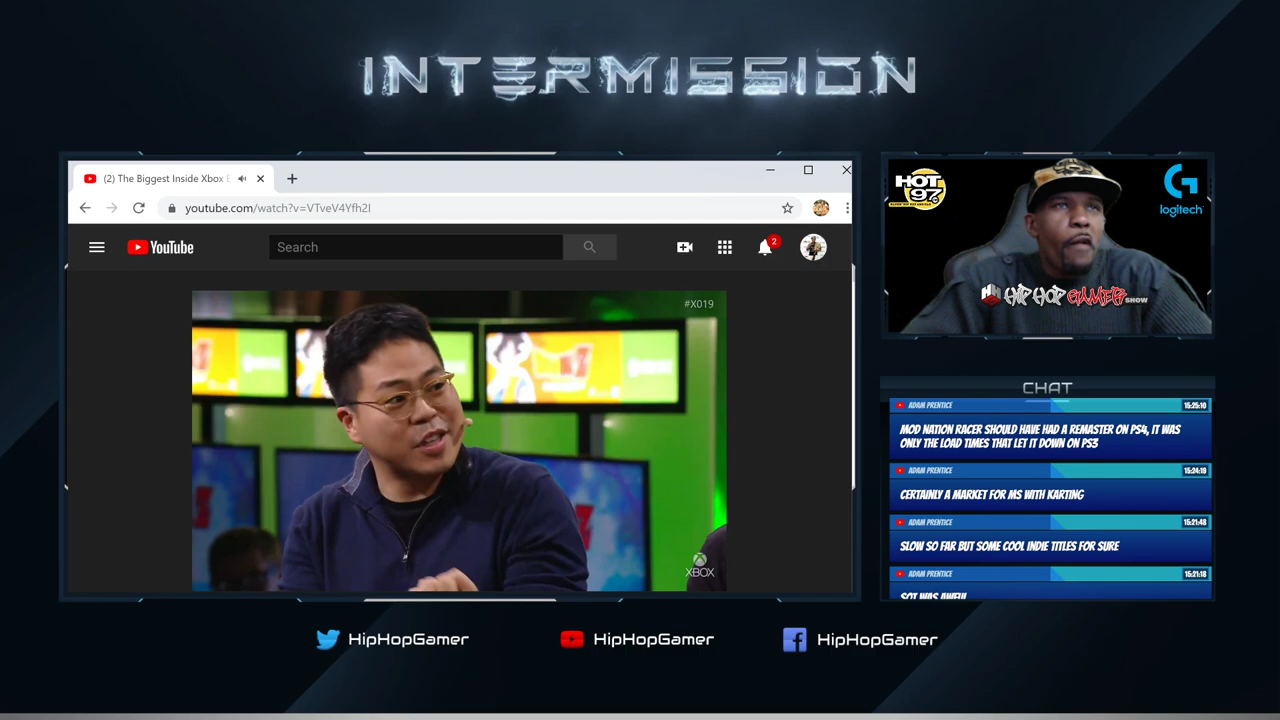 INTERMISSION
(2) The Biggest Inside Xbox E
youtube.com/watch?v=VTveV4Yfh2I
YouTube
Search
2
#XO19
XBOX
HOT
97
logitech
HIP HOP GAMER SHOW
CHAT
ADAM PRENTICE 15:25:10
MOD NATION RACER SHOULD HAVE HAD A REMASTER ON PS4, IT WAS
ONLY THE LOAD TIMES THAT LET IT DOWN ON PS3
ADAM PRENTICE 15:24:19
CERTAINLY A MARKET FOR MS WITH KARTING
ADAM PRENTICE 15:21:48
SLOW SO FAR BUT SOME COOL INDIE TITLES FOR SURE
ADAM PRENTICE 15:21:18
SOT WAS AWFUL
HipHopGamer
HipHopGamer
HipHopGamer